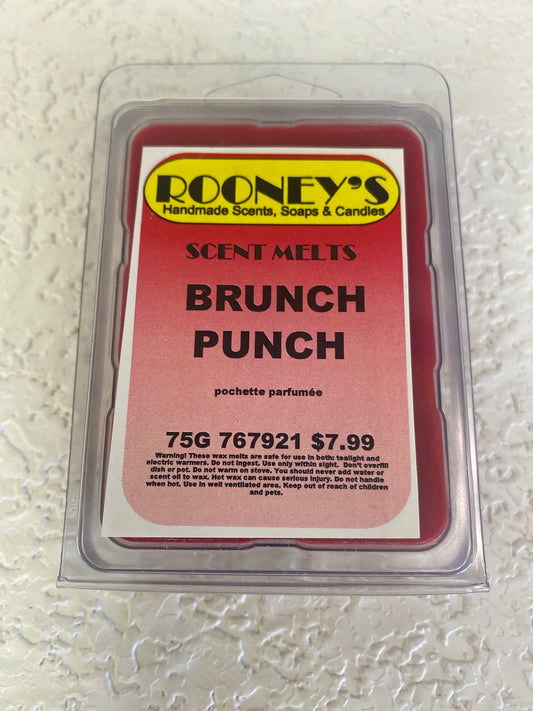 ROONEY'S
Handmade Scents, Soaps & Candles
SCENT MELTS
BRUNCH
PUNCH
pochette parfumée
75G 767921 $7.99
Warning! These wax melts are safe for use in both: tealight and
electric warmers. Do not ingest. Use only within sight. Don't overfill
dish or pot. Do not warm on stove. You should never add water or
scent oil to wax. Hot wax can cause serious injury. Do not handle
when hot. Use in well ventilated area. Keep out of reach of children
and pets.